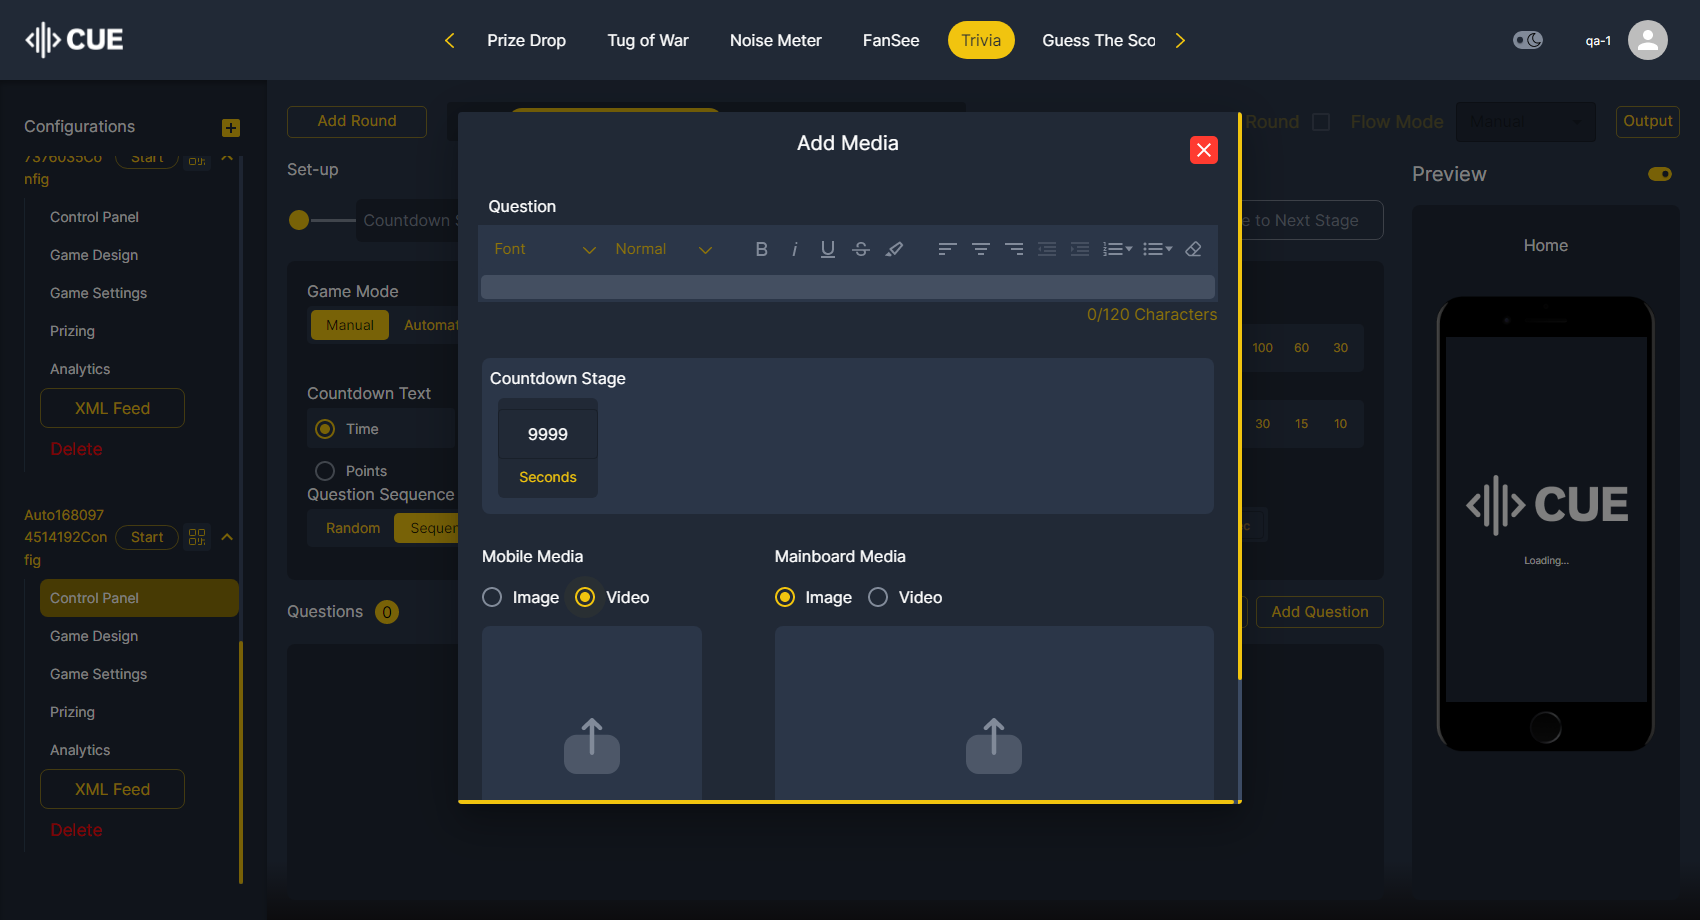 CUE
Prize Drop
Tug of War
Noise Meter
FanSee
Trivia
Guess The Sco
qa-1
Configurations
7376035Co
nfig
Start
Control Panel
Game Design
Game Settings
Prizing
Analytics
XML Feed
Delete
Auto168097
4514192Con
fig
Start
Control Panel
Game Design
Game Settings
Prizing
Analytics
XML Feed
Delete
Add Round
Round
Flow Mode
Manual
Output
Set-up
Countdown S
e to Next Stage
Game Mode
Manual
Automat
Countdown Text
Time
Points
Question Sequence
Random
Sequen
100 60 30
30 15 10
Questions 0
Add Question
Add Media
Question
Font
Normal
B i U S
0/120 Characters
Countdown Stage
9999
Seconds
Mobile Media
Image
Video
Mainboard Media
Image
Video
Preview
Home
CUE
Loading...